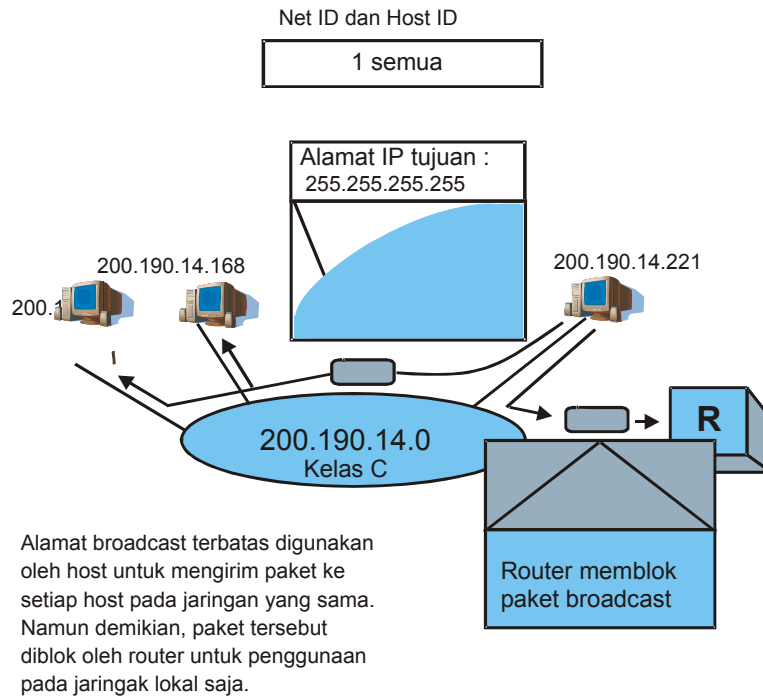 Net ID dan Host ID
1 semua
Alamat IP tujuan :
255.255.255.255
200.190.14.168
200.190.14.221
200.
R
200.190.14.0
Kelas C
Alamat broadcast terbatas digunakan
oleh host untuk mengirim paket ke
setiap host pada jaringan yang sama.
Namun demikian, paket tersebut
diblok oleh router untuk penggunaan
pada jaringak lokal saja.
Router memblok
paket broadcast